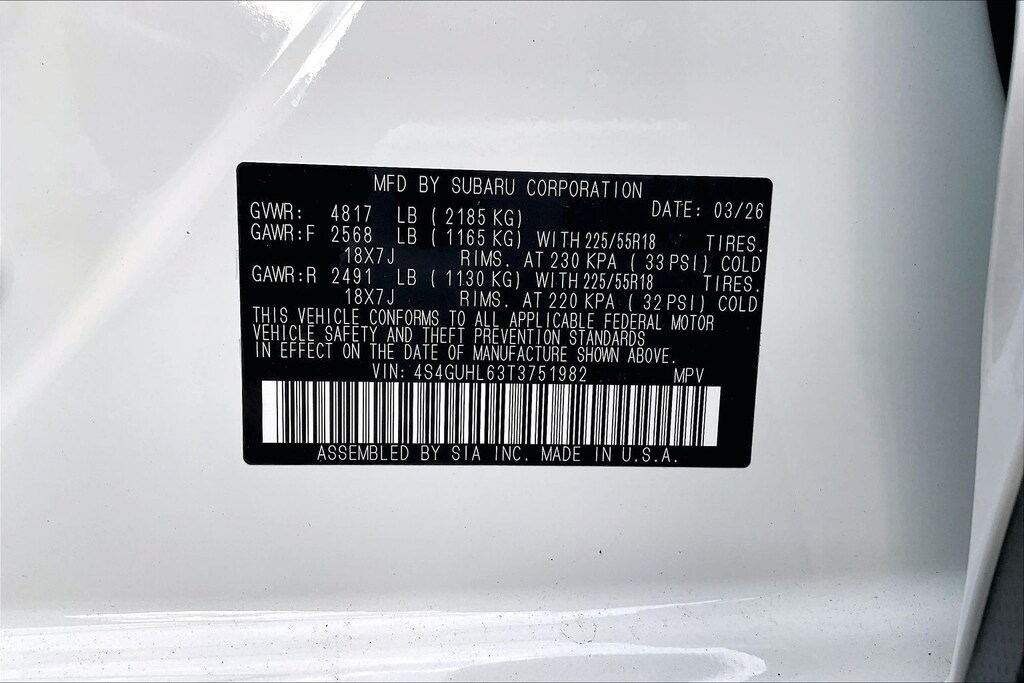 MFD BY SUBARU CORPORATION
GVWR: 4817 LB (2185 KG) DATE: 03/26
GAWR:F 2568 LB (1165 KG) WITH 225/55R18 TIRES.
18X7J RIMS. AT 230 KPA (33 PSI) COLD
GAWR:R 2491 LB (1130 KG) WITH 225/55R18 TIRES.
18X7J RIMS. AT 220 KPA (32 PSI) COLD
THIS VEHICLE CONFORMS TO ALL APPLICABLE FEDERAL MOTOR
VEHICLE SAFETY AND THEFT PREVENTION STANDARDS
IN EFFECT ON THE DATE OF MANUFACTURE SHOWN ABOVE.
VIN: 4S4GUHL63T3751982 MPV
ASSEMBLED BY SIA INC. MADE IN U.S.A.